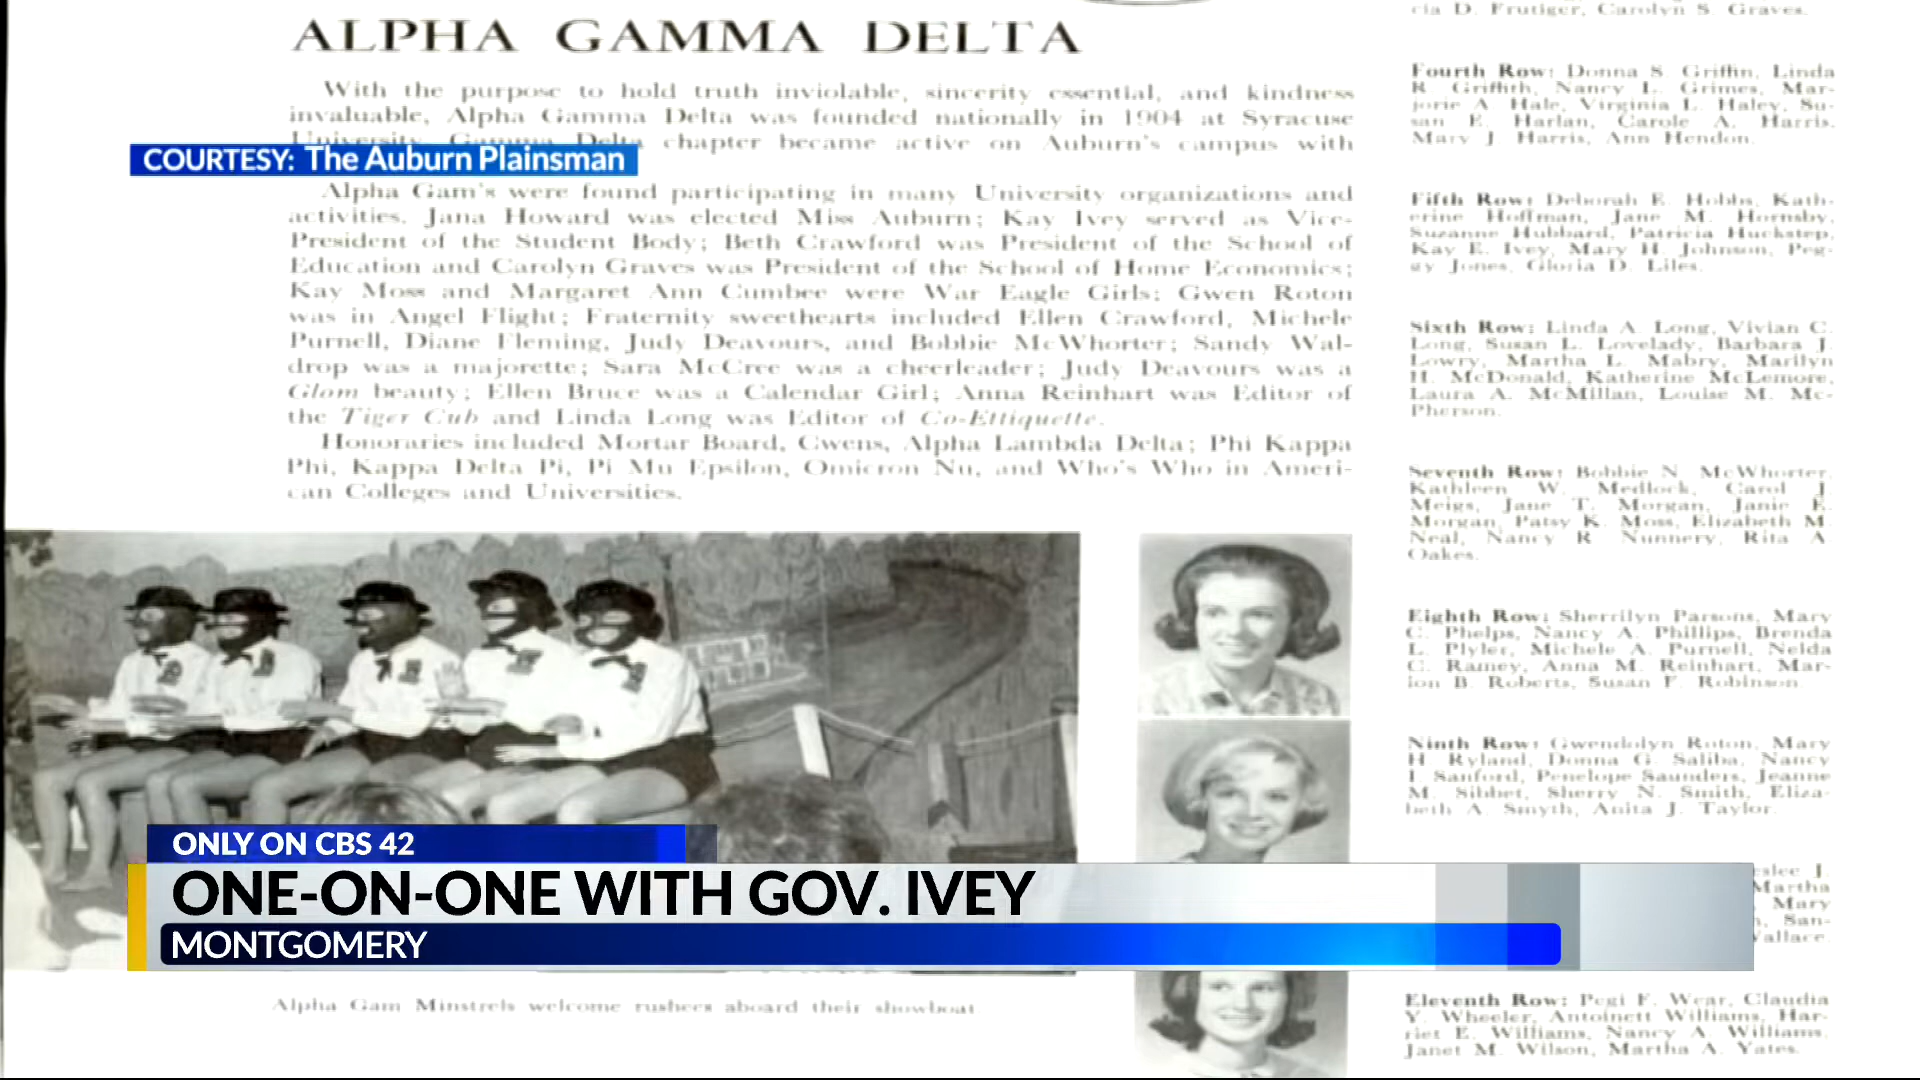 ALPHA GAMMA DELTA
With the purpose to hold truth inviolable, sincerity essential, and kindness
invaluable, Alpha Gamma Delta was founded nationally in 1904 at Syracuse
University. Gamma Delta chapter became active on Auburn's campus with
COURTESY: The Auburn Plainsman
Alpha Gam's were found participating in many University organizations and
activities. Jana Howard was elected Miss Auburn; Kay Ivey served as Vice-
President of the Student Body; Beth Crawford was President of the School of
Education and Carolyn Graves was President of the School of Home Economics;
Kay Moss and Margaret Ann Cumbee were War Eagle Girls; Gwen Roton
was in Angel Flight; Fraternity sweethearts included Ellen Crawford, Michele
Purnell, Diane Fleming, Judy Deavours, and Bobbie McWhorter; Sandy Wal-
drop was a majorette; Sara McCree was a cheerleader; Judy Deavours was a
Glom beauty; Ellen Bruce was a Calendar Girl; Anna Reinhart was Editor of
the Tiger Cub and Linda Long was Editor of Co-Ettiquette.
Honoraries included Mortar Board, Cwens, Alpha Lambda Delta; Phi Kappa
Phi, Kappa Delta Pi, Pi Mu Epsilon, Omicron Nu, and Who's Who in Ameri-
can Colleges and Universities.
cia D. Frutiger, Carolyn S. Graves.
Fourth Row: Donna S. Griffin, Linda
R. Griffith, Nancy L. Grimes, Mar-
jorie A. Hale, Virginia L. Haley, Su-
san E. Harlan, Carole A. Harris,
Mary J. Harris, Ann Hendon.
Fifth Row: Deborah E. Hobbs, Kath-
erine Hoffman, Jane M. Hornsby,
Suzanne Hubbard, Patricia Huckstep,
Kay E. Ivey, Mary H. Johnson, Peg-
gy Jones, Gloria D. Liles.
Sixth Row: Linda A. Long, Vivian C.
Long, Susan L. Lovelady, Barbara J.
Lowry, Martha L. Mabry, Marilyn
H. McDonald, Katherine McLemore,
Laura A. McMillan, Louise M. Mc-
Pherson.
Seventh Row: Bobbie N. McWhorter,
Kathleen W. Medlock, Carol J.
Meigs, Jane T. Morgan, Janie E.
Morgan, Patsy K. Moss, Elizabeth M.
Neal, Nancy R. Nunnery, Rita A.
Oakes.
Eighth Row: Sherrilyn Parsons, Mary
C. Phelps, Nancy A. Phillips, Brenda
L. Plyler, Michele A. Purnell, Nelda
C. Ramey, Anna M. Reinhart, Mar-
ion B. Roberts, Susan F. Robinson.
Ninth Row: Gwendolyn Roton, Mary
H. Ryland, Donna G. Saliba, Nancy
I. Sanford, Penelope Saunders, Jeanne
M. Sibbet, Sherry N. Smith, Eliza-
beth A. Smyth, Anita J. Taylor.
eslee J.
Martha
Mary
San-
Wallace.
Eleventh Row: Pegi F. Wear, Claudia
Y. Wheeler, Antoinett Williams, Har-
riet E. Williams, Nancy A. Williams,
Janet M. Wilson, Martha A. Yates.
ONLY ON CBS 42
ONE-ON-ONE WITH GOV. IVEY
MONTGOMERY
Alpha Gam Minstrels welcome rushees aboard their showboat